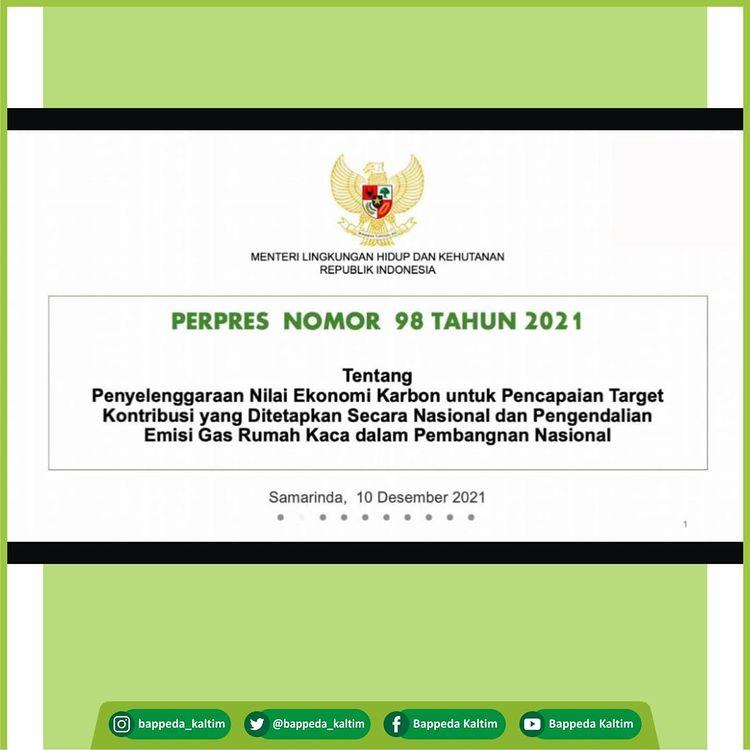 MENTERI LINGKUNGAN HIDUP DAN KEHUTANAN
REPUBLIK INDONESIA
PERPRES NOMOR 98 TAHUN 2021
Tentang
Penyelenggaraan Nilai Ekonomi Karbon untuk Pencapaian Target
Kontribusi yang Ditetapkan Secara Nasional dan Pengendalian
Emisi Gas Rumah Kaca dalam Pembangnan Nasional
Samarinda, 10 Desember 2021
1
bappeda_kaltim
@bappeda_kaltim
Bappeda Kaltim
Bappeda Kaltim